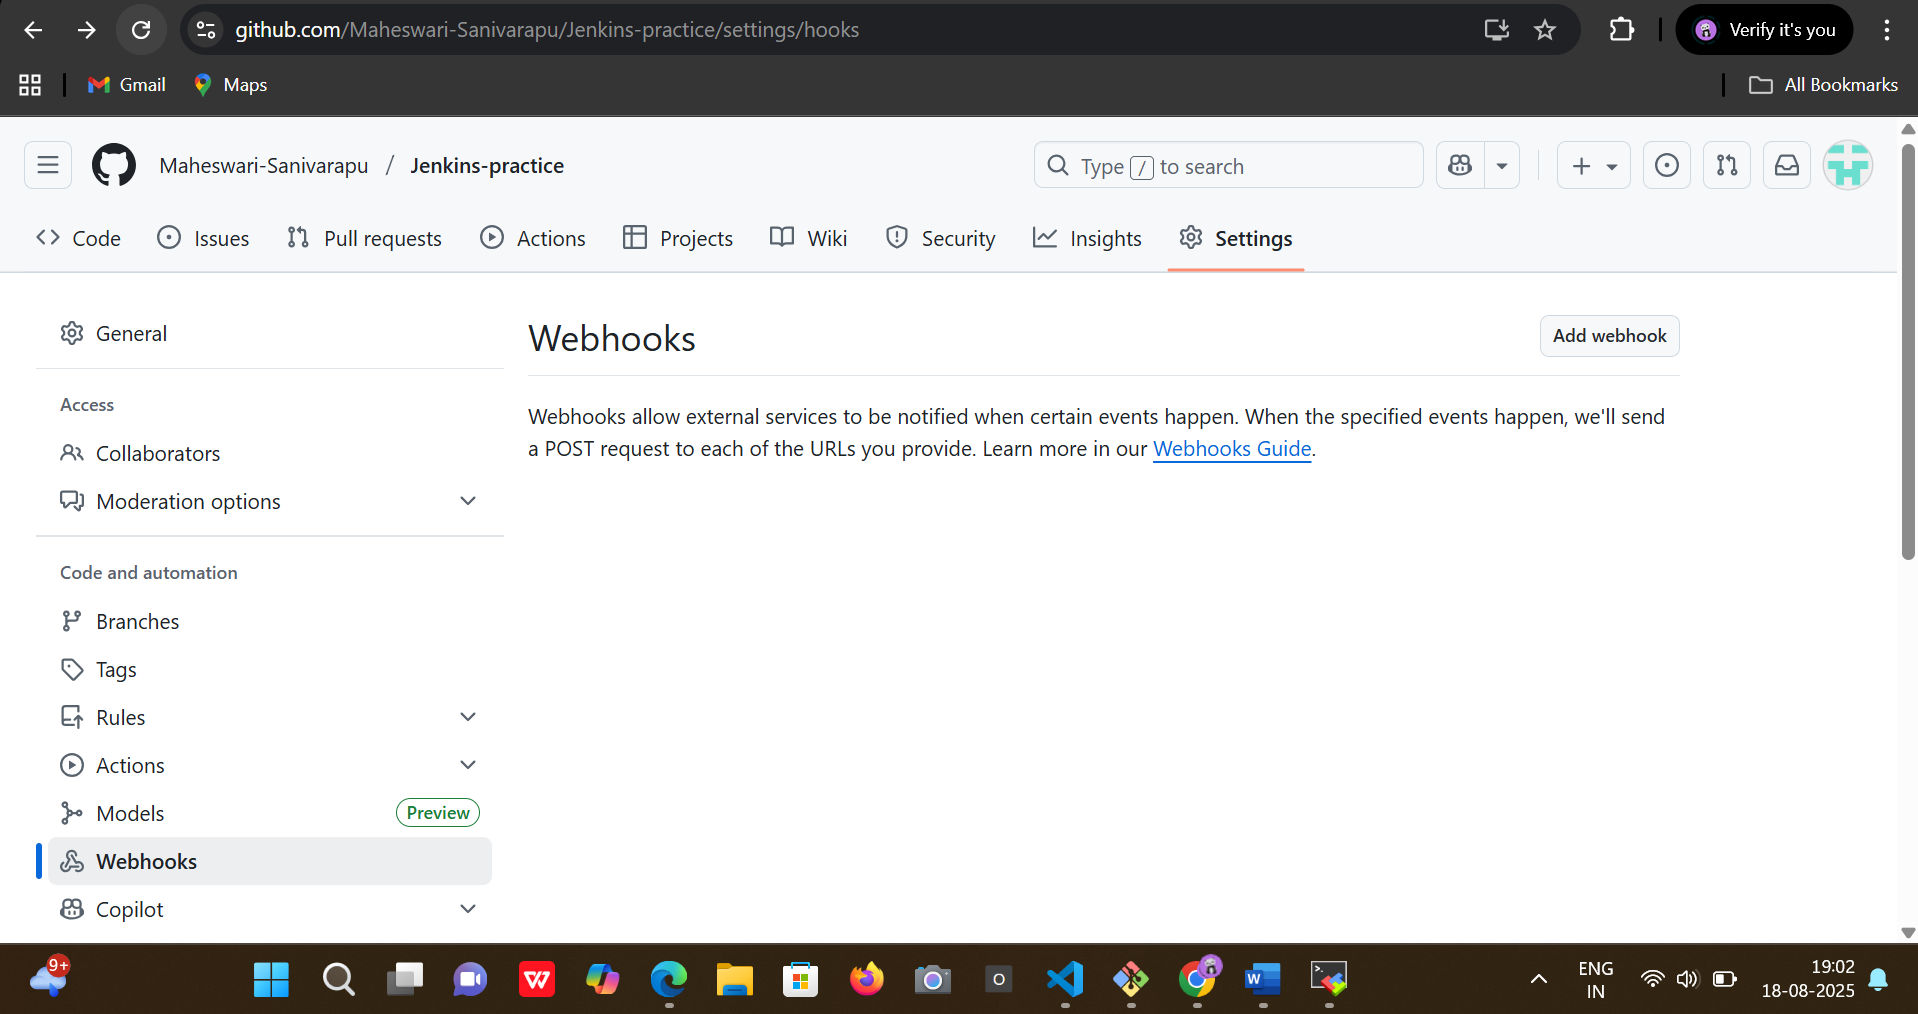 github.com/Maheswari-Sanivarapu/Jenkins-practice/settings/hooks
Verify it's you
Gmail
Maps
All Bookmarks
Maheswari-Sanivarapu / Jenkins-practice
Type / to search
Code
Issues
Pull requests
Actions
Projects
Wiki
Security
Insights
Settings
General
Access
Collaborators
Moderation options
Code and automation
Branches
Tags
Rules
Actions
Models
Preview
Webhooks
Copilot
Webhooks
Add webhook
Webhooks allow external services to be notified when certain events happen. When the specified events happen, we'll send
a POST request to each of the URLs you provide. Learn more in our Webhooks Guide.
9+
W
O
W
ENG
IN
19:02
18-08-2025